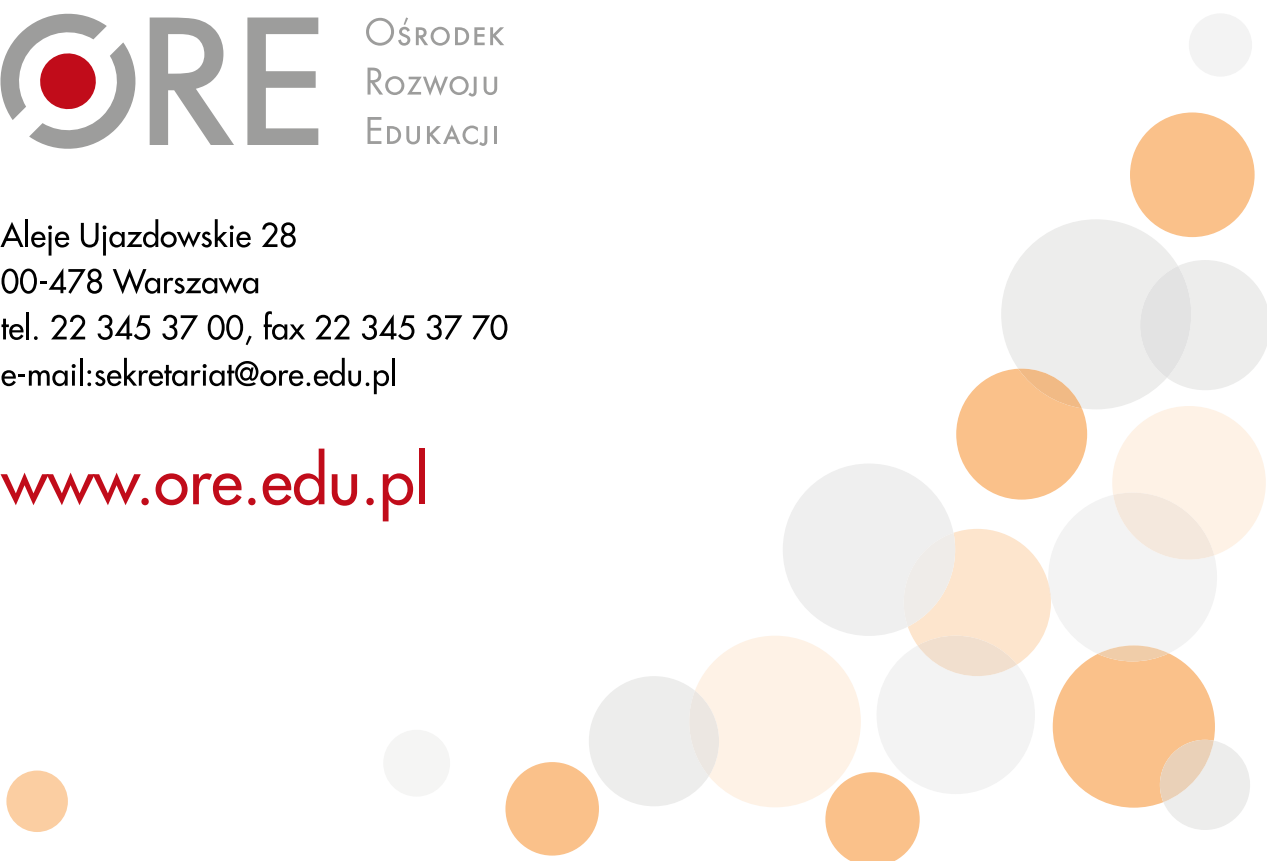 ORE
Ośrodek
Rozwoju
Edukacji
Aleje Ujazdowskie 28
00-478 Warszawa
tel. 22 345 37 00, fax 22 345 37 70
e-mail:sekretariat@ore.edu.pl
www.ore.edu.pl